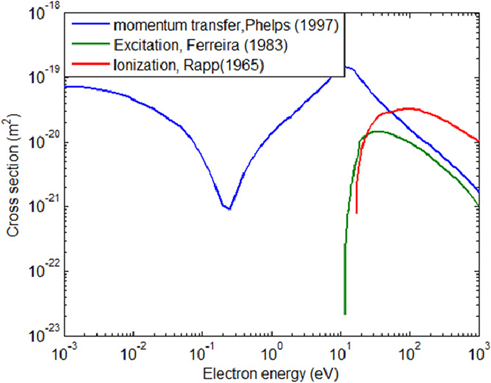 10^-18
momentum transfer,Phelps (1997)
Excitation, Ferreira (1983)
Ionization, Rapp(1965)
10^-19
10^-20
10^-21
10^-22
10^-23
Cross section (m^2)
10^-3 10^-2 10^-1 10^0 10^1 10^2 10^3
Electron energy (eV)